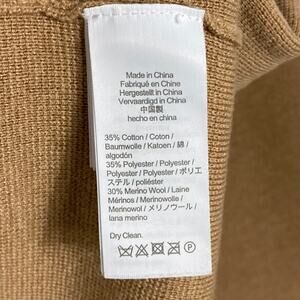 Made in China
Fabriqué en Chine
Hergestellt in China
Vervaardigd in China
中国製
hecho en china
35% Cotton / Coton /
Baumwolle / Katoen / 綿 /
algodón
35% Polyester / Polyester /
Polyester / Polyester / ポリエ
ステル / poliéster
30% Merino Wool / Laine
Mérinos / Merinowolle /
Merinowol / メリノウール /
lana merino
Dry Clean.
P